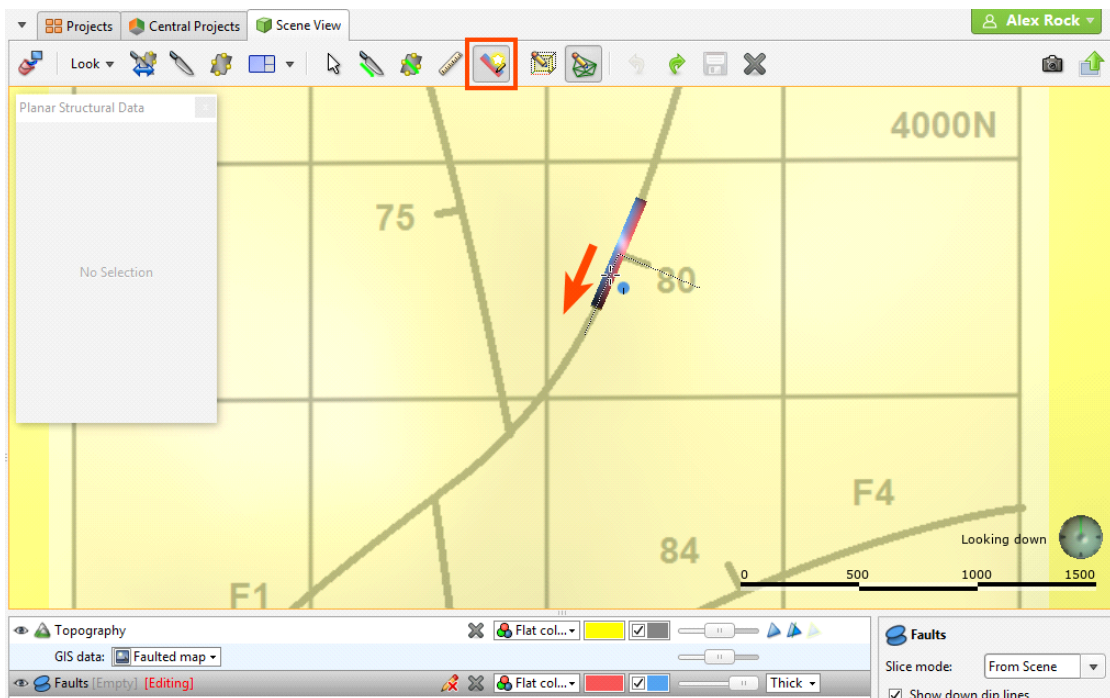 Projects Central Projects Scene View Alex Rock
Look
Planar Structural Data x
4000N
75
No Selection
80
F4
Looking down
84
0 500 1000 1500
F1
Topography Flat col...
GIS data: Faulted map
Faults [Empty] [Editing] Flat col... Thick
Faults
Slice mode: From Scene
Show down dip lines